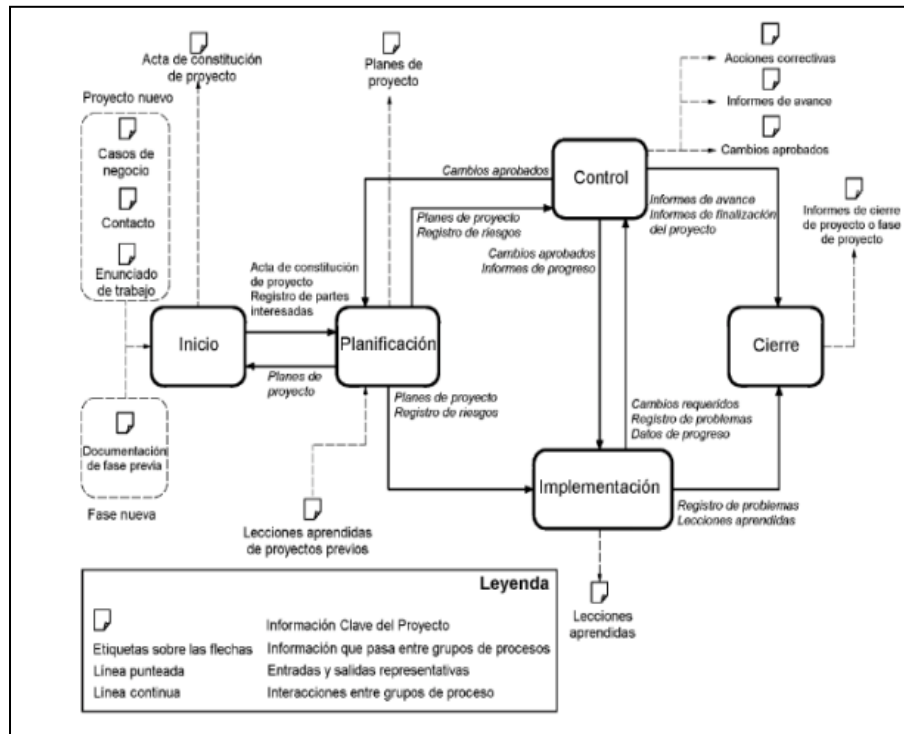 Acta de constitución
de proyecto
Planes de
proyecto
Acciones correctivas
Informes de avance
Cambios aprobados
Proyecto nuevo
Casos de
negocio
Contacto
Enunciado
de trabajo
Control
Cambios aprobados
Planes de proyecto
Registro de riesgos
Informes de avance
Informes de finalización
del proyecto
Cambios aprobados
Informes de progreso
Informes de cierre
de proyecto o fase
de proyecto
Acta de constitución
de proyecto
Registro de partes
interesadas
Inicio
Planificación
Cierre
Planes de
proyecto
Planes de proyecto
Registro de riesgos
Cambios requeridos
Registro de problemas
Datos de progreso
Documentación
de fase previa
Fase nueva
Implementación
Registro de problemas
Lecciones aprendidas
Lecciones aprendidas
de proyectos previos
Lecciones
aprendidas
Leyenda
Información Clave del Proyecto
Etiquetas sobre las flechas Información que pasa entre grupos de procesos
Línea punteada Entradas y salidas representativas
Línea continua Interacciones entre grupos de proceso